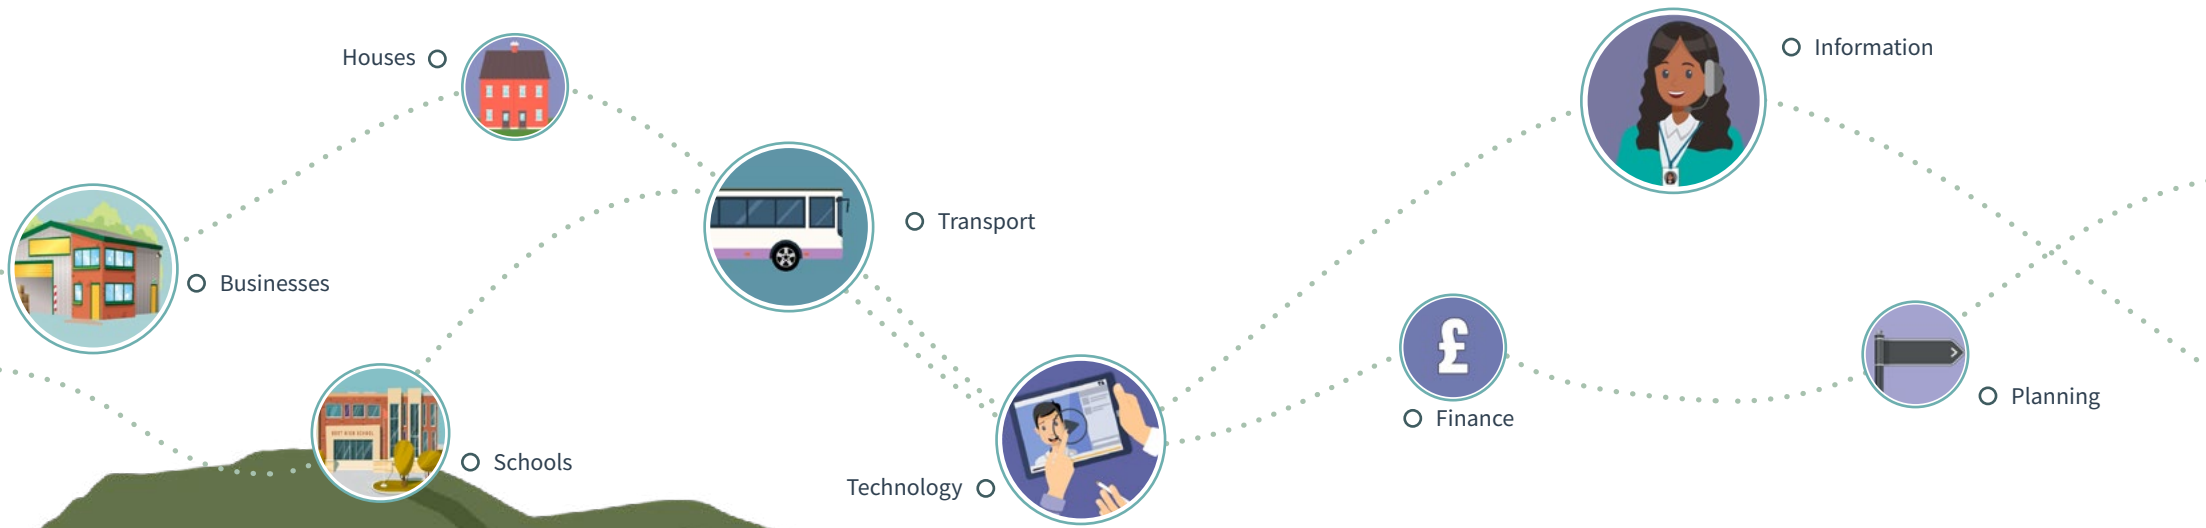 Houses
Information
Transport
Businesses
£
Finance
Planning
Schools
Technology